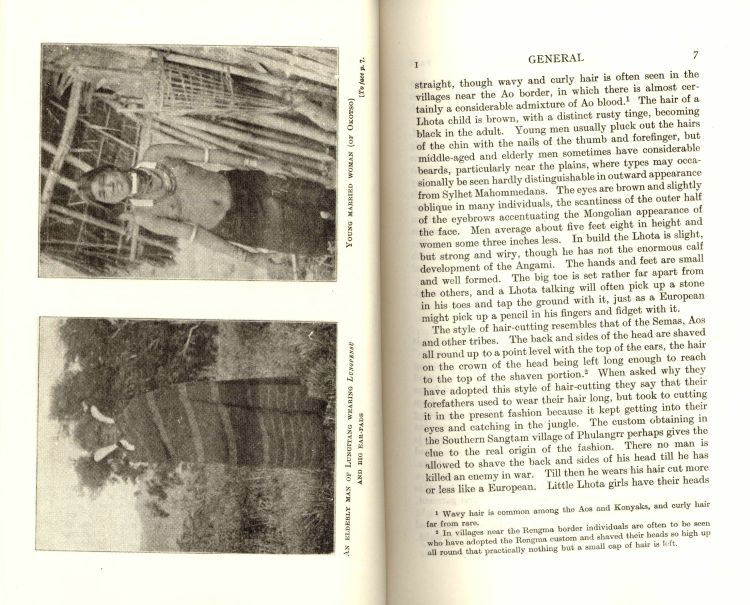 YOUNG MARRIED WOMAN (OF OKOTSO)
[To face p. 7.
AN ELDERLY MAN OF LUNGITANG WEARING LUNGPENSÜ
AND BIG EAR-PADS
I GENERAL 7
straight, though wavy and curly hair is often seen in the
villages near the Ao border, in which there is almost cer-
tainly a considerable admixture of Ao blood.¹ The hair of a
Lhota child is brown, with a distinct rusty tinge, becoming
black in the adult. Young men usually pluck out the hairs
of the chin with the nails of the thumb and forefinger, but
middle-aged and elderly men sometimes have considerable
beards, particularly near the plains, where types may occa-
sionally be seen hardly distinguishable in outward appearance
from Sylhet Mahommedans. The eyes are brown and slightly
oblique in many individuals, the scantiness of the outer half
of the eyebrows accentuating the Mongolian appearance of
the face. Men average about five feet eight in height and
women some three inches less. In build the Lhota is slight,
but strong and wiry, though he has not the enormous calf
development of the Angami. The hands and feet are small
and well formed. The big toe is set rather far apart from
the others, and a Lhota talking will often pick up a stone
in his toes and tap the ground with it, just as a European
might pick up a pencil in his fingers and fidget with it.
The style of hair-cutting resembles that of the Semas, Aos
and other tribes. The back and sides of the head are shaved
all round up to a point level with the top of the ears, the hair
on the crown of the head being left long enough to reach
to the top of the shaven portion.² When asked why they
have adopted this style of hair-cutting they say that their
forefathers used to wear their hair long, but took to cutting
it in the present fashion because it kept getting into their
eyes and catching in the jungle. The custom obtaining in
the Southern Sangtam village of Phulangrr perhaps gives the
clue to the real origin of the fashion. There no man is
allowed to shave the back and sides of his head till he has
killed an enemy in war. Till then he wears his hair cut more
or less like a European. Little Lhota girls have their heads
¹ Wavy hair is common among the Aos and Konyaks, and curly hair
far from rare.
² In villages near the Rengma border individuals are often to be seen
who have adopted the Rengma custom and shaved their heads so high up
all round that practically nothing but a small cap of hair is left.